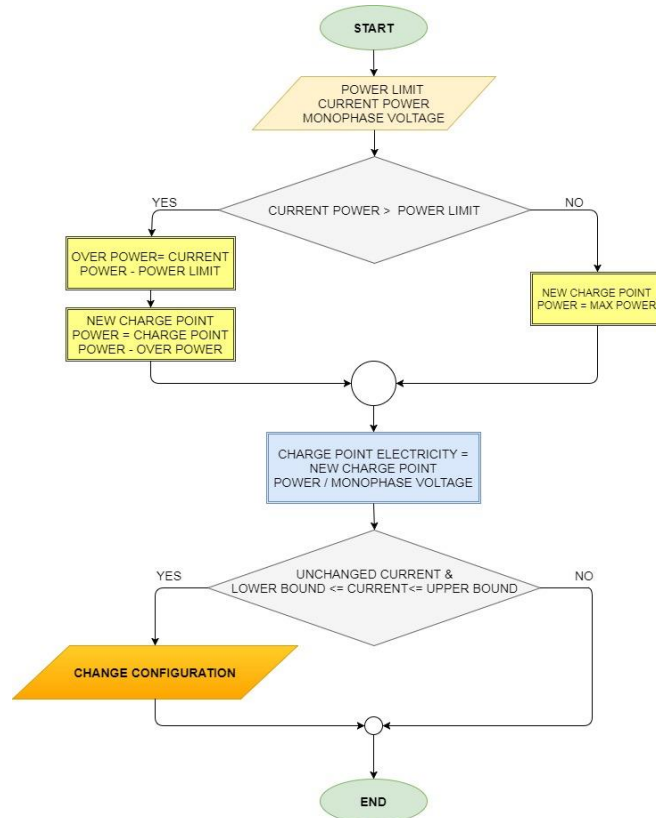 START
POWER LIMIT
CURRENT POWER
MONOPHASE VOLTAGE
CURRENT POWER > POWER LIMIT
YES
NO
OVER POWER= CURRENT
POWER - POWER LIMIT
NEW CHARGE POINT
POWER = MAX POWER
NEW CHARGE POINT
POWER = CHARGE POINT
POWER - OVER POWER
CHARGE POINT ELECTRICITY =
NEW CHARGE POINT
POWER / MONOPHASE VOLTAGE
UNCHANGED CURRENT &
LOWER BOUND <= CURRENT<= UPPER BOUND
YES
NO
CHANGE CONFIGURATION
END